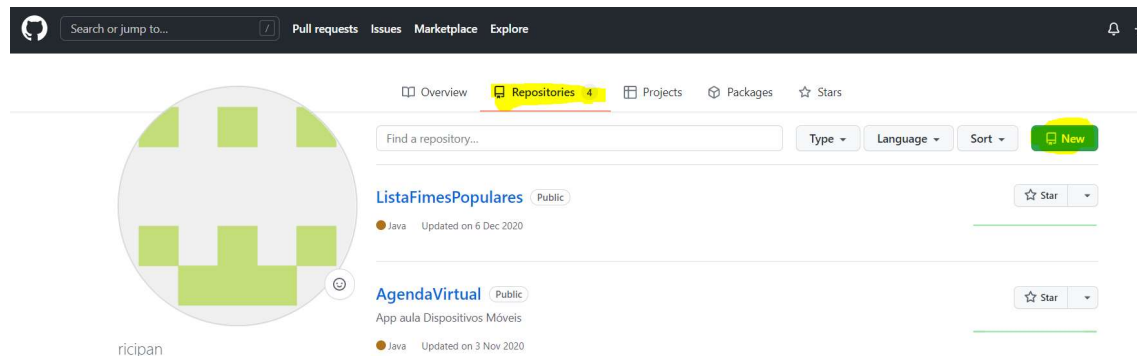 Search or jump to... / Pull requests Issues Marketplace Explore
Overview Repositories 4 Projects Packages Stars
Find a repository... Type Language Sort New
ListaFimesPopulares Public Star
Java Updated on 6 Dec 2020
AgendaVirtual Public Star
App aula Dispositivos Móveis
Java Updated on 3 Nov 2020
ricipan